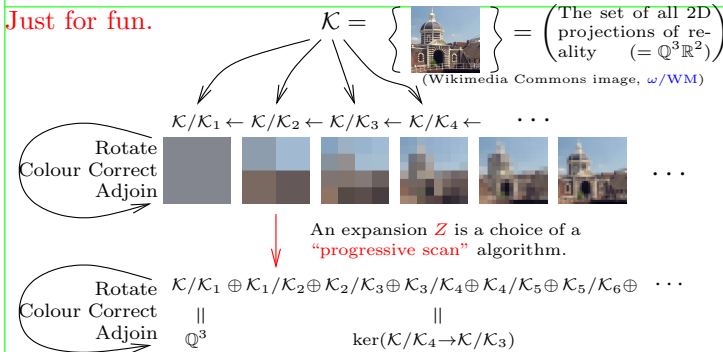 Just for fun.
𝒦 = { } = (The set of all 2D
projections of re-
ality (= ℚ³ℝ²))
(Wikimedia Commons image, ω/WM)
𝒦/𝒦₁ ← 𝒦/𝒦₂ ← 𝒦/𝒦₃ ← 𝒦/𝒦₄ ← ···
Rotate
Colour Correct
Adjoin
···
An expansion Z is a choice of a
“progressive scan” algorithm.
𝒦/𝒦₁ ⊕ 𝒦₁/𝒦₂ ⊕ 𝒦₂/𝒦₃ ⊕ 𝒦₃/𝒦₄ ⊕ 𝒦₄/𝒦₅ ⊕ 𝒦₅/𝒦₆ ⊕ ···
Rotate
Colour Correct
Adjoin
|| ||
ℚ³ ker(𝒦/𝒦₄→𝒦/𝒦₃)